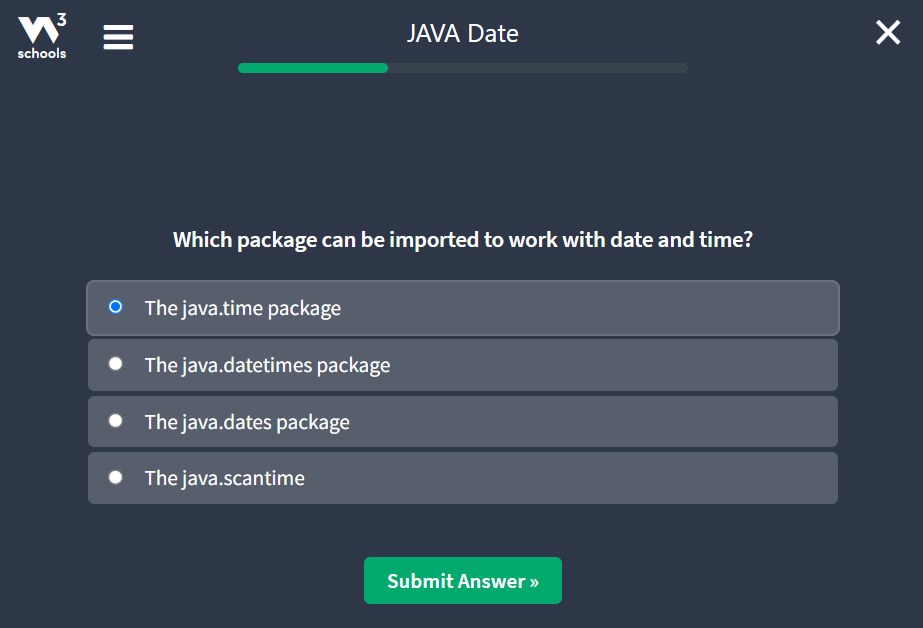 3
schools
JAVA Date
Which package can be imported to work with date and time?
The java.time package
The java.datetimes package
The java.dates package
The java.scantime
Submit Answer »